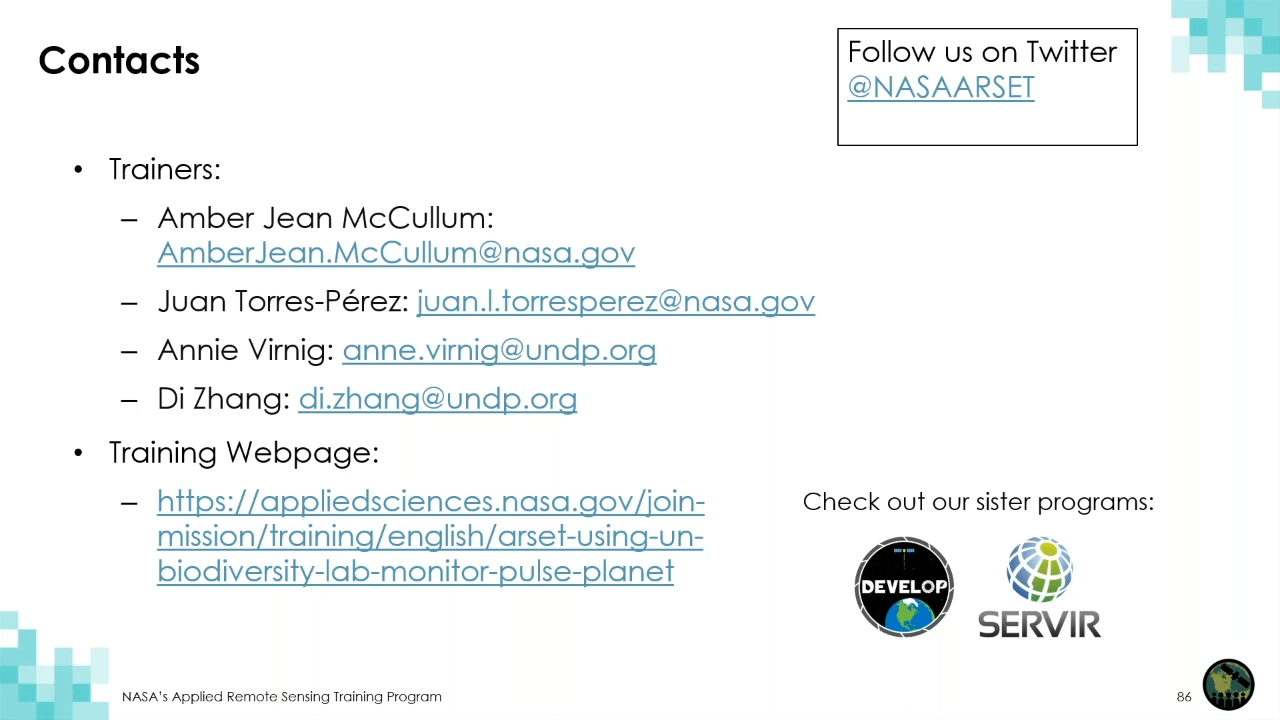 Contacts
Follow us on Twitter
@NASAARSET
• Trainers:
– Amber Jean McCullum:
AmberJean.McCullum@nasa.gov
– Juan Torres-Pérez: juan.l.torresperez@nasa.gov
– Annie Virnig: anne.virnig@undp.org
– Di Zhang: di.zhang@undp.org
• Training Webpage:
– https://appliedsciences.nasa.gov/join-
mission/training/english/arset-using-un-
biodiversity-lab-monitor-pulse-planet
Check out our sister programs:
DEVELOP
SERVIR
NASA's Applied Remote Sensing Training Program
86